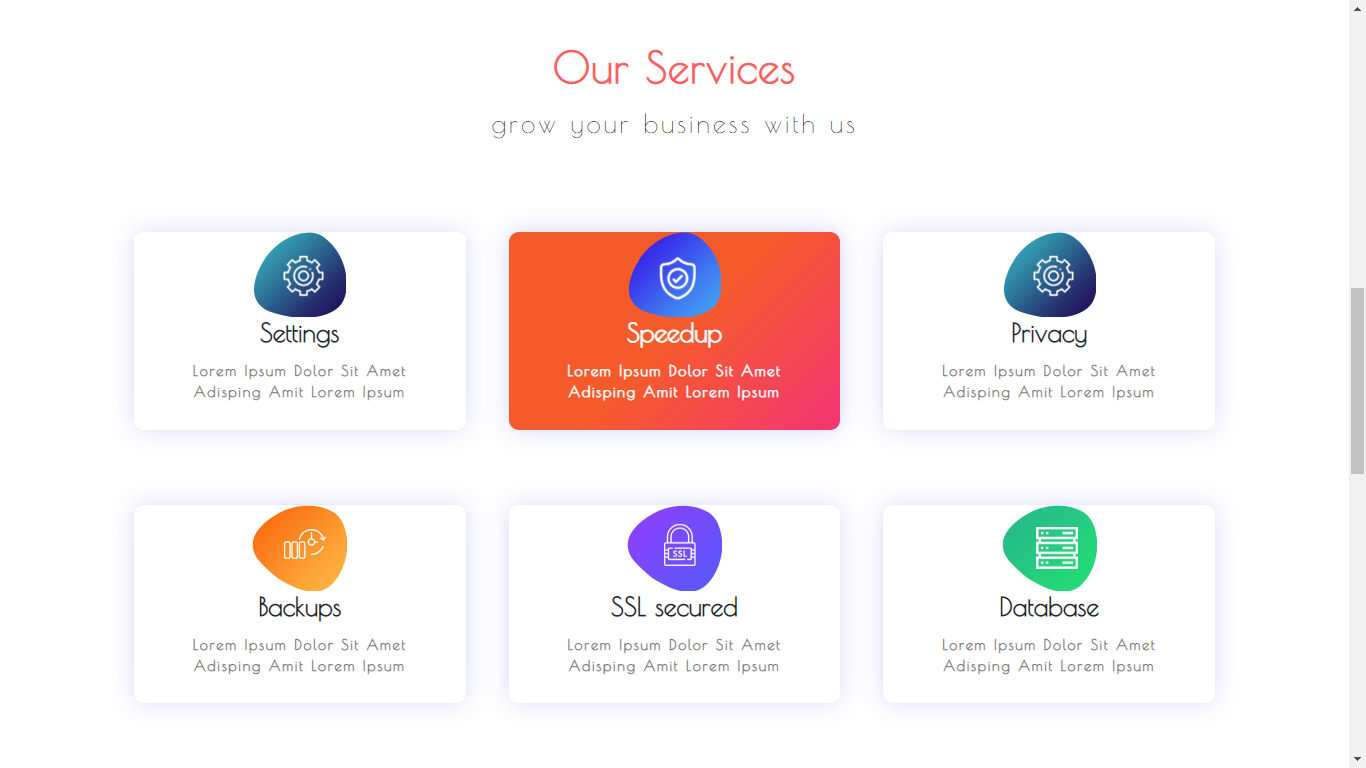 Our Services
grow your business with us
Settings
Lorem Ipsum Dolor Sit Amet
Adisping Amit Lorem Ipsum
Speedup
Lorem Ipsum Dolor Sit Amet
Adisping Amit Lorem Ipsum
Privacy
Lorem Ipsum Dolor Sit Amet
Adisping Amit Lorem Ipsum
Backups
Lorem Ipsum Dolor Sit Amet
Adisping Amit Lorem Ipsum
SSL
SSL secured
Lorem Ipsum Dolor Sit Amet
Adisping Amit Lorem Ipsum
Database
Lorem Ipsum Dolor Sit Amet
Adisping Amit Lorem Ipsum